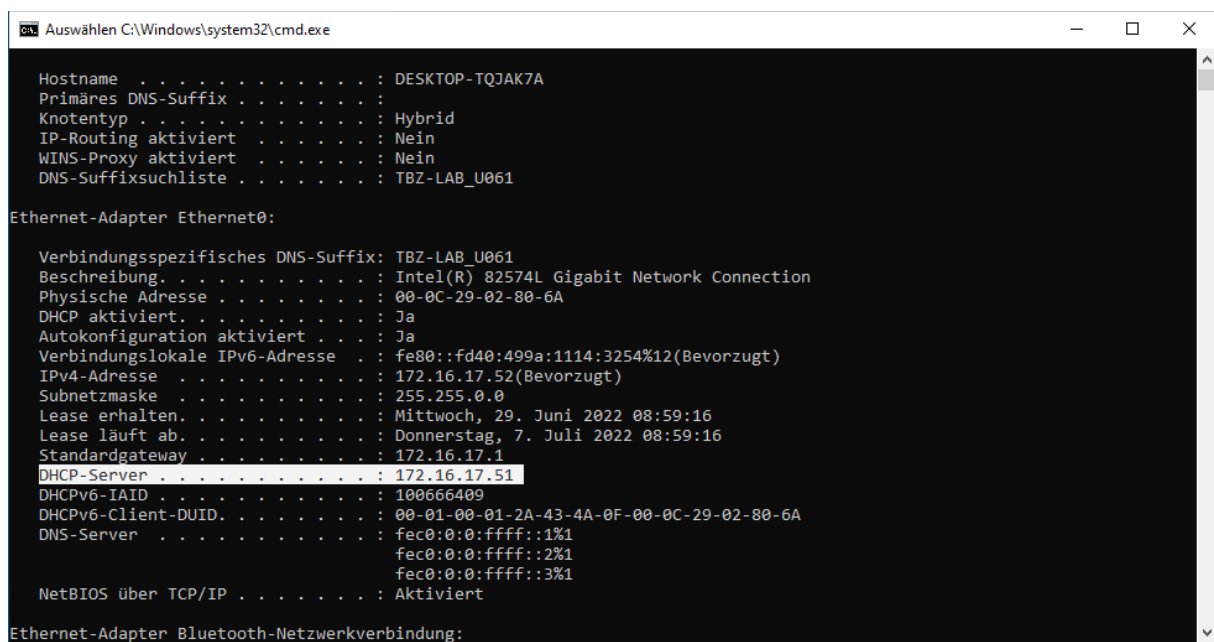 Auswählen C:\Windows\system32\cmd.exe
Hostname  . . . . . . . . . . . . : DESKTOP-TQJAK7A
Primäres DNS-Suffix . . . . . . . :
Knotentyp . . . . . . . . . . . . : Hybrid
IP-Routing aktiviert  . . . . . . : Nein
WINS-Proxy aktiviert  . . . . . . : Nein
DNS-Suffixsuchliste . . . . . . . : TBZ-LAB_U061
Ethernet-Adapter Ethernet0:
Verbindungsspezifisches DNS-Suffix: TBZ-LAB_U061
Beschreibung. . . . . . . . . . . : Intel(R) 82574L Gigabit Network Connection
Physische Adresse . . . . . . . . : 00-0C-29-02-80-6A
DHCP aktiviert. . . . . . . . . . : Ja
Autokonfiguration aktiviert . . . : Ja
Verbindungslokale IPv6-Adresse  . : fe80::fd40:499a:1114:3254%12(Bevorzugt)
IPv4-Adresse  . . . . . . . . . . : 172.16.17.52(Bevorzugt)
Subnetzmaske  . . . . . . . . . . : 255.255.0.0
Lease erhalten. . . . . . . . . . : Mittwoch, 29. Juni 2022 08:59:16
Lease läuft ab. . . . . . . . . . : Donnerstag, 7. Juli 2022 08:59:16
Standardgateway . . . . . . . . . : 172.16.17.1
DHCP-Server . . . . . . . . . . . : 172.16.17.51
DHCPv6-IAID . . . . . . . . . . . : 100666409
DHCPv6-Client-DUID. . . . . . . . : 00-01-00-01-2A-43-4A-0F-00-0C-29-02-80-6A
DNS-Server  . . . . . . . . . . . : fec0:0:0:ffff::1%1
fec0:0:0:ffff::2%1
fec0:0:0:ffff::3%1
NetBIOS über TCP/IP . . . . . . . : Aktiviert
Ethernet-Adapter Bluetooth-Netzwerkverbindung: